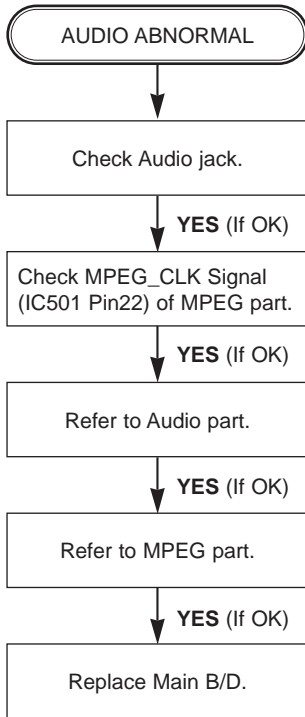 AUDIO ABNORMAL
Check Audio jack.
YES (If OK)
Check MPEG_CLK Signal
(IC501 Pin22) of MPEG part.
YES (If OK)
Refer to Audio part.
YES (If OK)
Refer to MPEG part.
YES (If OK)
Replace Main B/D.